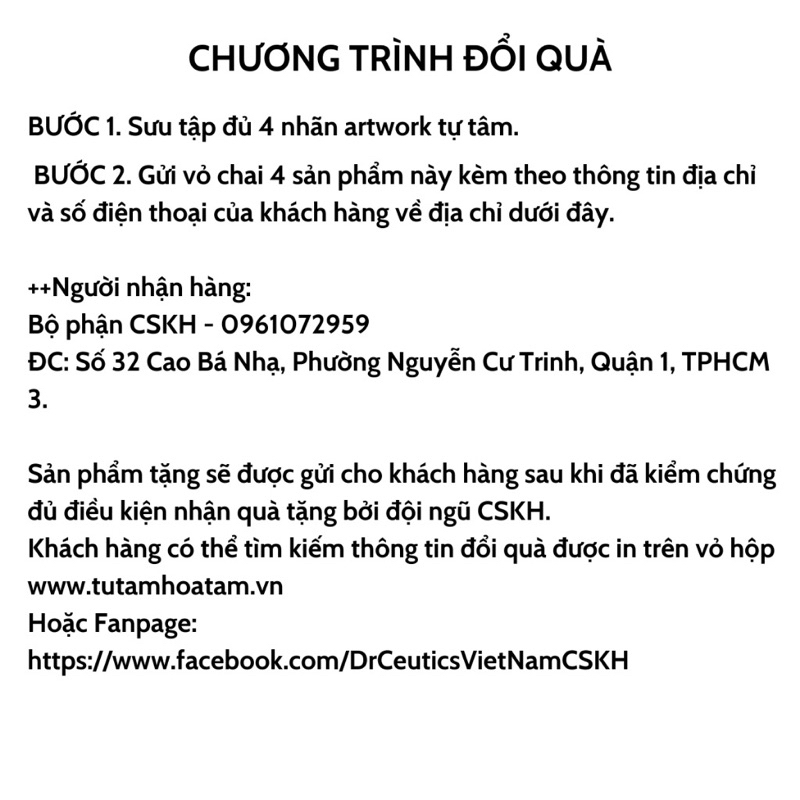 CHƯƠNG TRÌNH ĐỔI QUÀ
BƯỚC 1. Sưu tập đủ 4 nhãn artwork tự tâm.
BƯỚC 2. Gửi vỏ chai 4 sản phẩm này kèm theo thông tin địa chỉ
và số điện thoại của khách hàng về địa chỉ dưới đây.
++Người nhận hàng:
Bộ phận CSKH - 0961072959
ĐC: Số 32 Cao Bá Nhạ, Phường Nguyễn Cư Trinh, Quận 1, TPHCM
3.
Sản phẩm tặng sẽ được gửi cho khách hàng sau khi đã kiểm chứng
đủ điều kiện nhận quà tặng bởi đội ngũ CSKH.
Khách hàng có thể tìm kiếm thông tin đổi quà được in trên vỏ hộp
www.tutamhoatam.vn
Hoặc Fanpage:
https://www.facebook.com/DrCeuticsVietNamCSKH